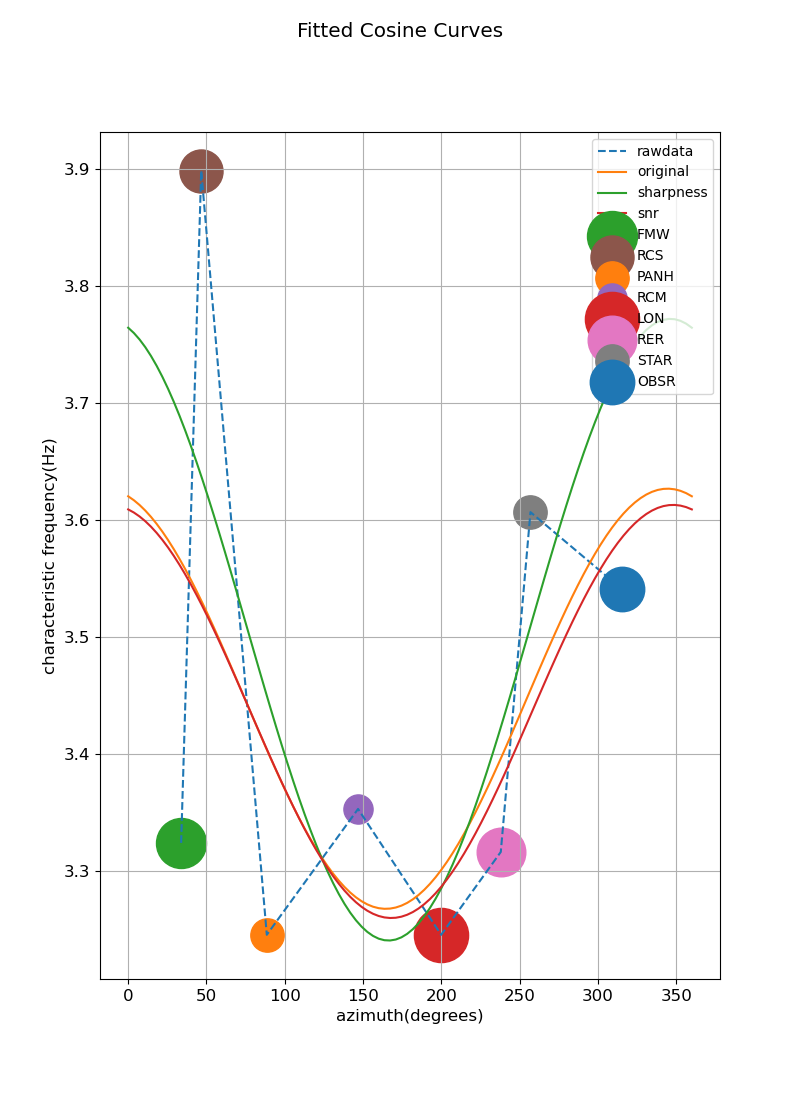 Fitted Cosine Curves
rawdata
original
sharpness
snr
FMW
RCS
PANH
RCM
LON
RER
STAR
OBSR
characteristic frequency(Hz)
3.9
3.8
3.7
3.6
3.5
3.4
3.3
0 50 100 150 200 250 300 350
azimuth(degrees)